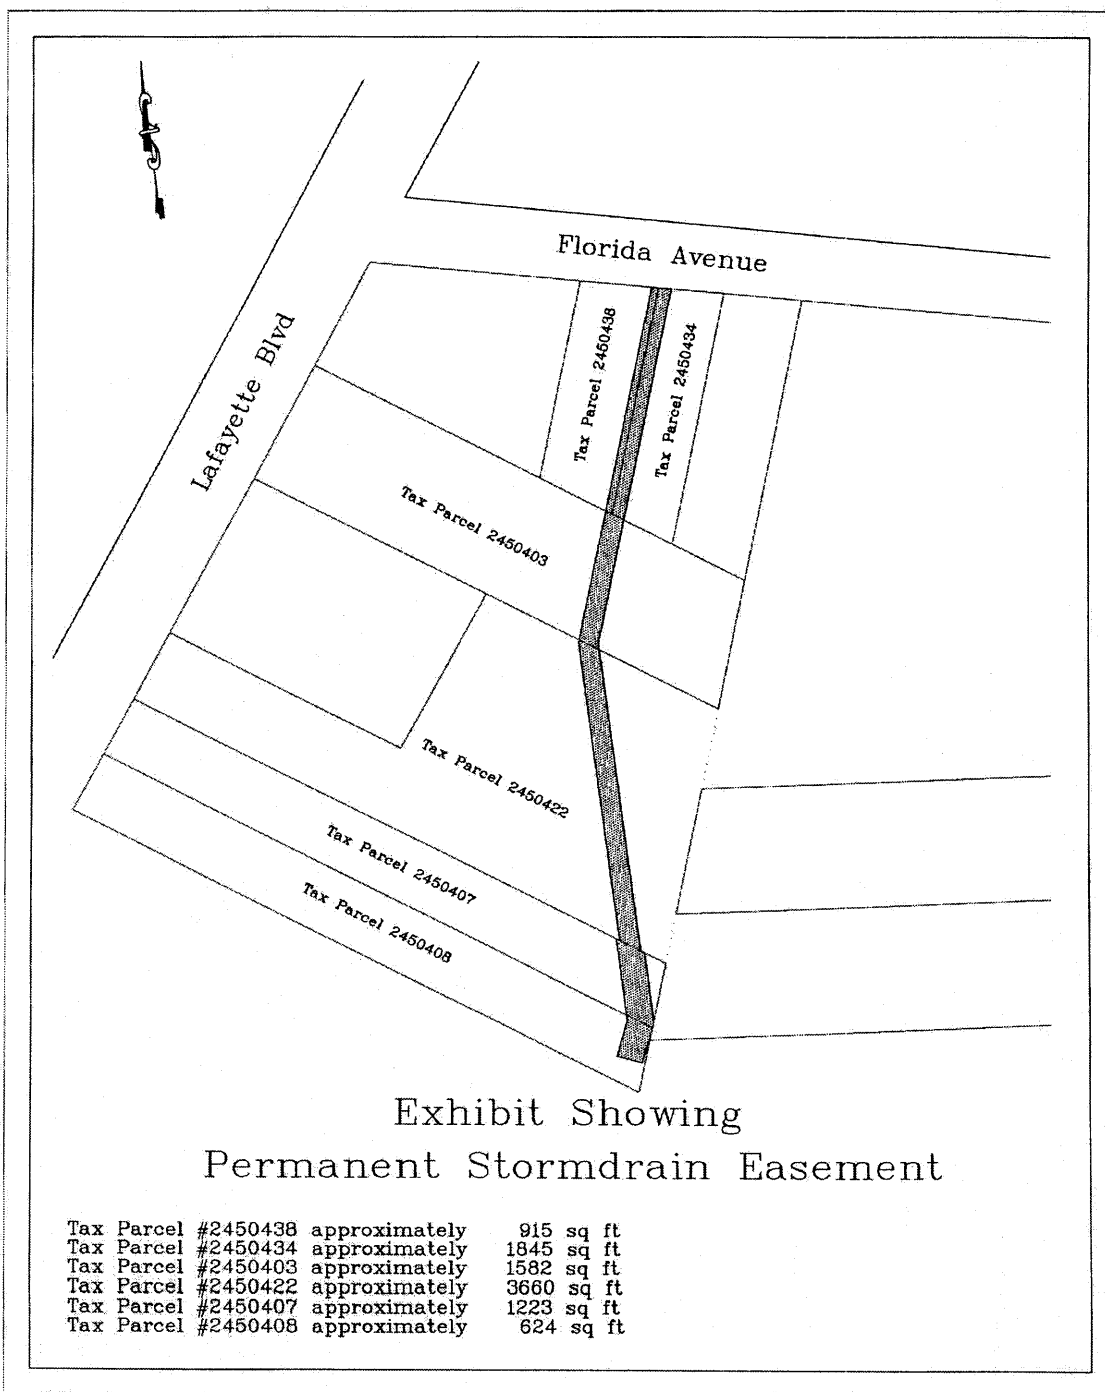 Florida Avenue
Lafayette Blvd
Tax Parcel 2450438
Tax Parcel 2450434
Tax Parcel 2450403
Tax Parcel 2450422
Tax Parcel 2450407
Tax Parcel 2450408
Exhibit Showing
Permanent Stormdrain Easement
Tax Parcel #2450438 approximately 915 sq ft
Tax Parcel #2450434 approximately 1845 sq ft
Tax Parcel #2450403 approximately 1582 sq ft
Tax Parcel #2450422 approximately 3660 sq ft
Tax Parcel #2450407 approximately 1223 sq ft
Tax Parcel #2450408 approximately 624 sq ft